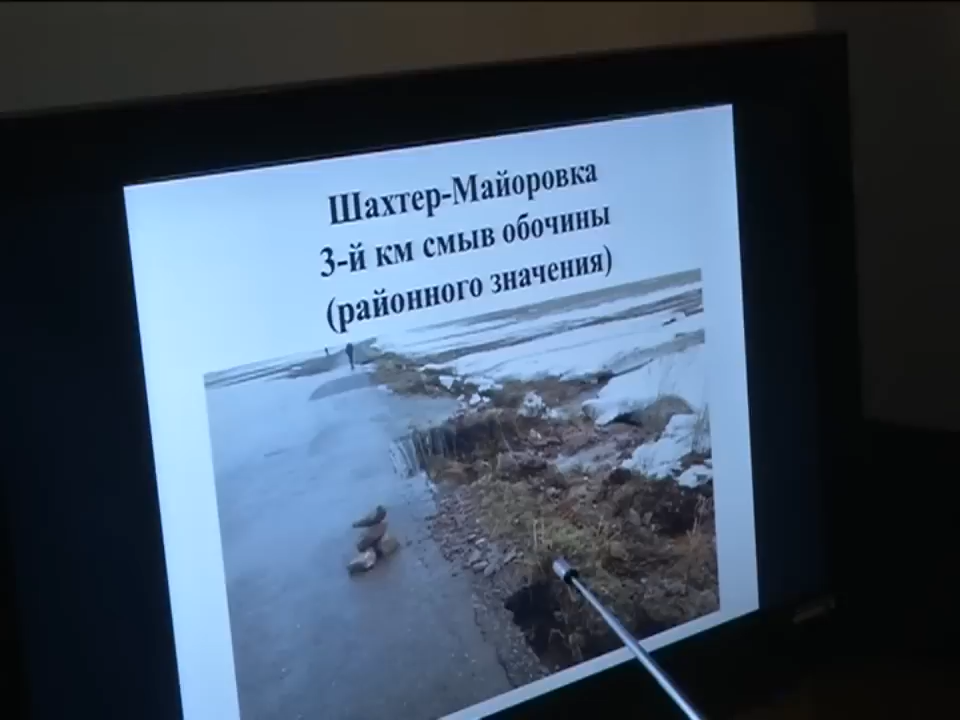 Шахтер-Майоровка
3-й км смыв обочины
(районного значения)